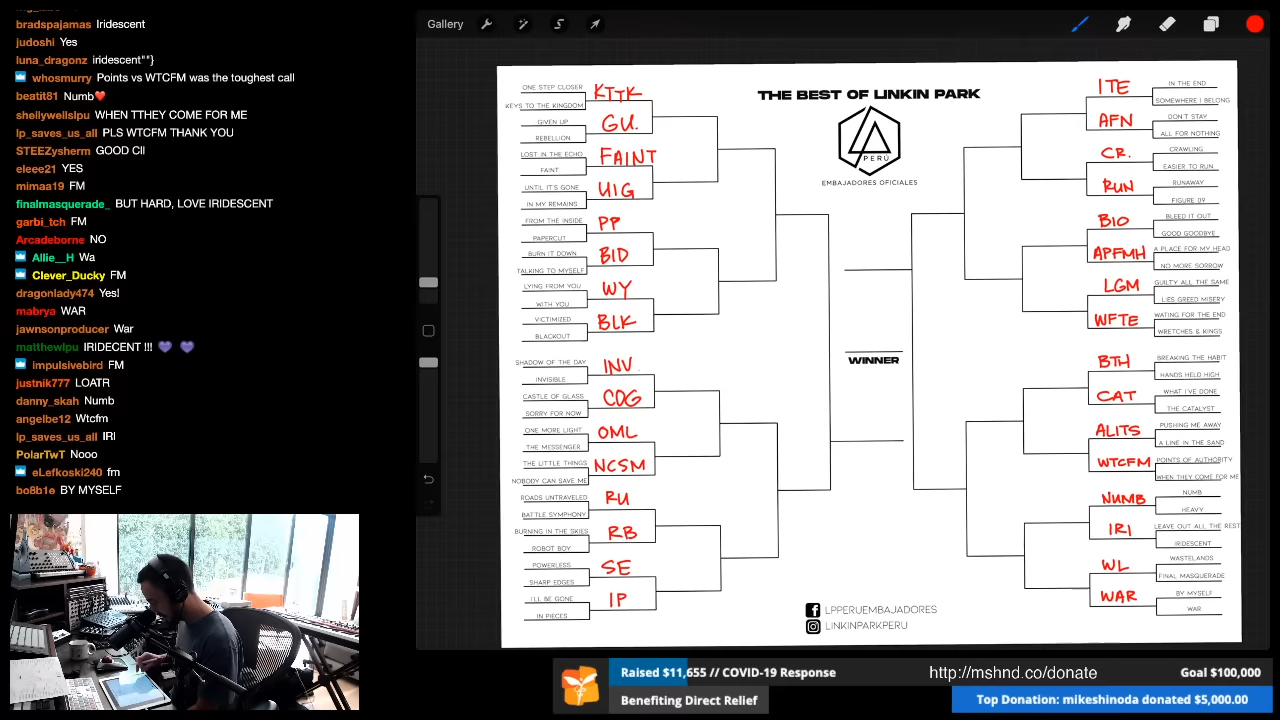 bradspajamas Iridescent
judoshi Yes
luna_dragonz iridescent""}
whosmurry Points vs WTCFM was the toughest call
beatit81 Numb❤
shellywellslpu WHEN TTHEY COME FOR ME
lp_saves_us_all PLS WTCFM THANK YOU
STEEZysherm GOOD CII
eleee21 YES
mimaa19 FM
finalmasquerade_ BUT HARD, LOVE IRIDESCENT
garbi_tch FM
Arcadeborne NO
Allie__H Wa
Clever_Ducky FM
dragonlady474 Yes!
mabrya WAR
jawnsonproducer War
matthewlpu IRIDECENT !!! 💜 💜
impulsivebird FM
justnik777 LOATR
danny_skah Numb
angelbe12 Wtcfm
lp_saves_us_all IRI
PolarTwT Nooo
eLefkoski240 fm
bo8b1e BY MYSELF
Gallery
THE BEST OF LINKIN PARK
PERÚ
EMBAJADORES OFICIALES
ONE STEP CLOSER
KTTK
KEYS TO THE KINGDOM
GIVEN UP
GU.
REBELLION
LOST IN THE ECHO
FAINT
FAINT
UNTIL IT'S GONE
UIG
IN MY REMAINS
FROM THE INSIDE
PP
PAPERCUT
BURN IT DOWN
BID
TALKING TO MYSELF
LYING FROM YOU
WY
WITH YOU
VICTIMIZED
BLK
BLACKOUT
SHADOW OF THE DAY
INV.
INVISIBLE
CASTLE OF GLASS
COG
SORRY FOR NOW
ONE MORE LIGHT
OML
THE MESSENGER
THE LITTLE THINGS
NCSM
NOBODY CAN SAVE ME
ROADS UNTRAVELED
RU
BATTLE SYMPHONY
BURNING IN THE SKIES
RB
ROBOT BOY
POWERLESS
SE
SHARP EDGES
I'LL BE GONE
IP
IN PIECES
WINNER
ITE
IN THE END
SOMEWHERE I BELONG
AFN
DON'T STAY
ALL FOR NOTHING
CR.
CRAWLING
EASIER TO RUN
RUN
RUNAWAY
FIGURE 09
BIO
BLEED IT OUT
GOOD GOODBYE
APFMH
A PLACE FOR MY HEAD
NO MORE SORROW
LGM
GUILTY ALL THE SAME
LIES GREED MISERY
WFTE
WATING FOR THE END
WRETCHES & KINGS
BTH
BREAKING THE HABIT
HANDS HELD HIGH
CAT
WHAT I'VE DONE
THE CATALYST
ALITS
PUSHING ME AWAY
A LINE IN THE SAND
WTCFM
POINTS OF AUTHORITY
WHEN THEY COME FOR ME
NUMB
NUMB
HEAVY
IRI
LEAVE OUT ALL THE REST
IRIDESCENT
WL
WASTELANDS
FINAL MASQUERADE
WAR
BY MYSELF
WAR
LPPERUEMBAJADORES
LINKINPARKPERU
Raised $11,655 // COVID-19 Response
http://mshnd.co/donate
Goal $100,000
Benefiting Direct Relief
Top Donation: mikeshinoda donated $5,000.00